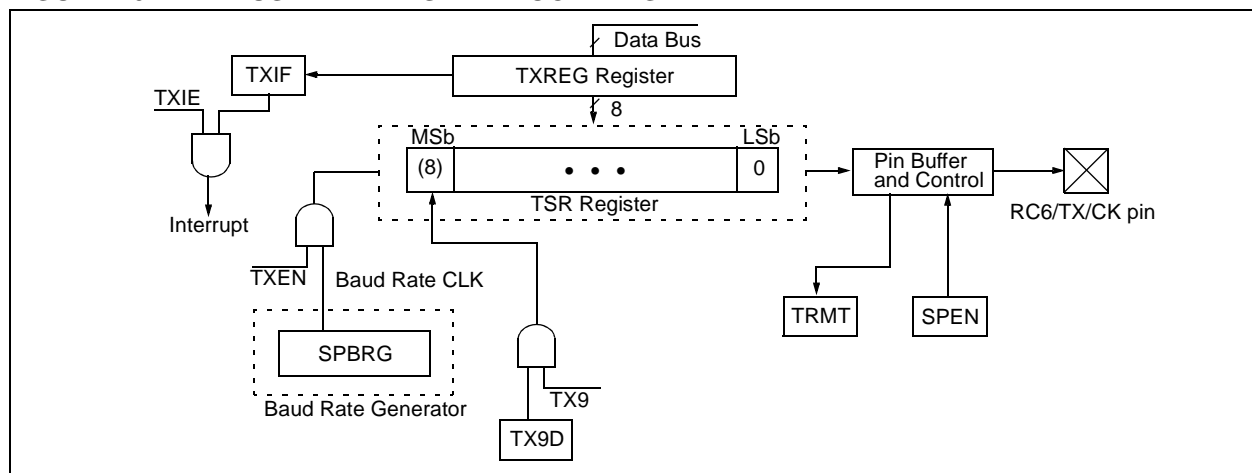 Data Bus
TXIF
TXREG Register
TXIE
8
MSb
LSb
(8)
• • •
0
Pin Buffer
and Control
TSR Register
Interrupt
RC6/TX/CK pin
TXEN
Baud Rate CLK
TRMT
SPEN
SPBRG
TX9
Baud Rate Generator
TX9D